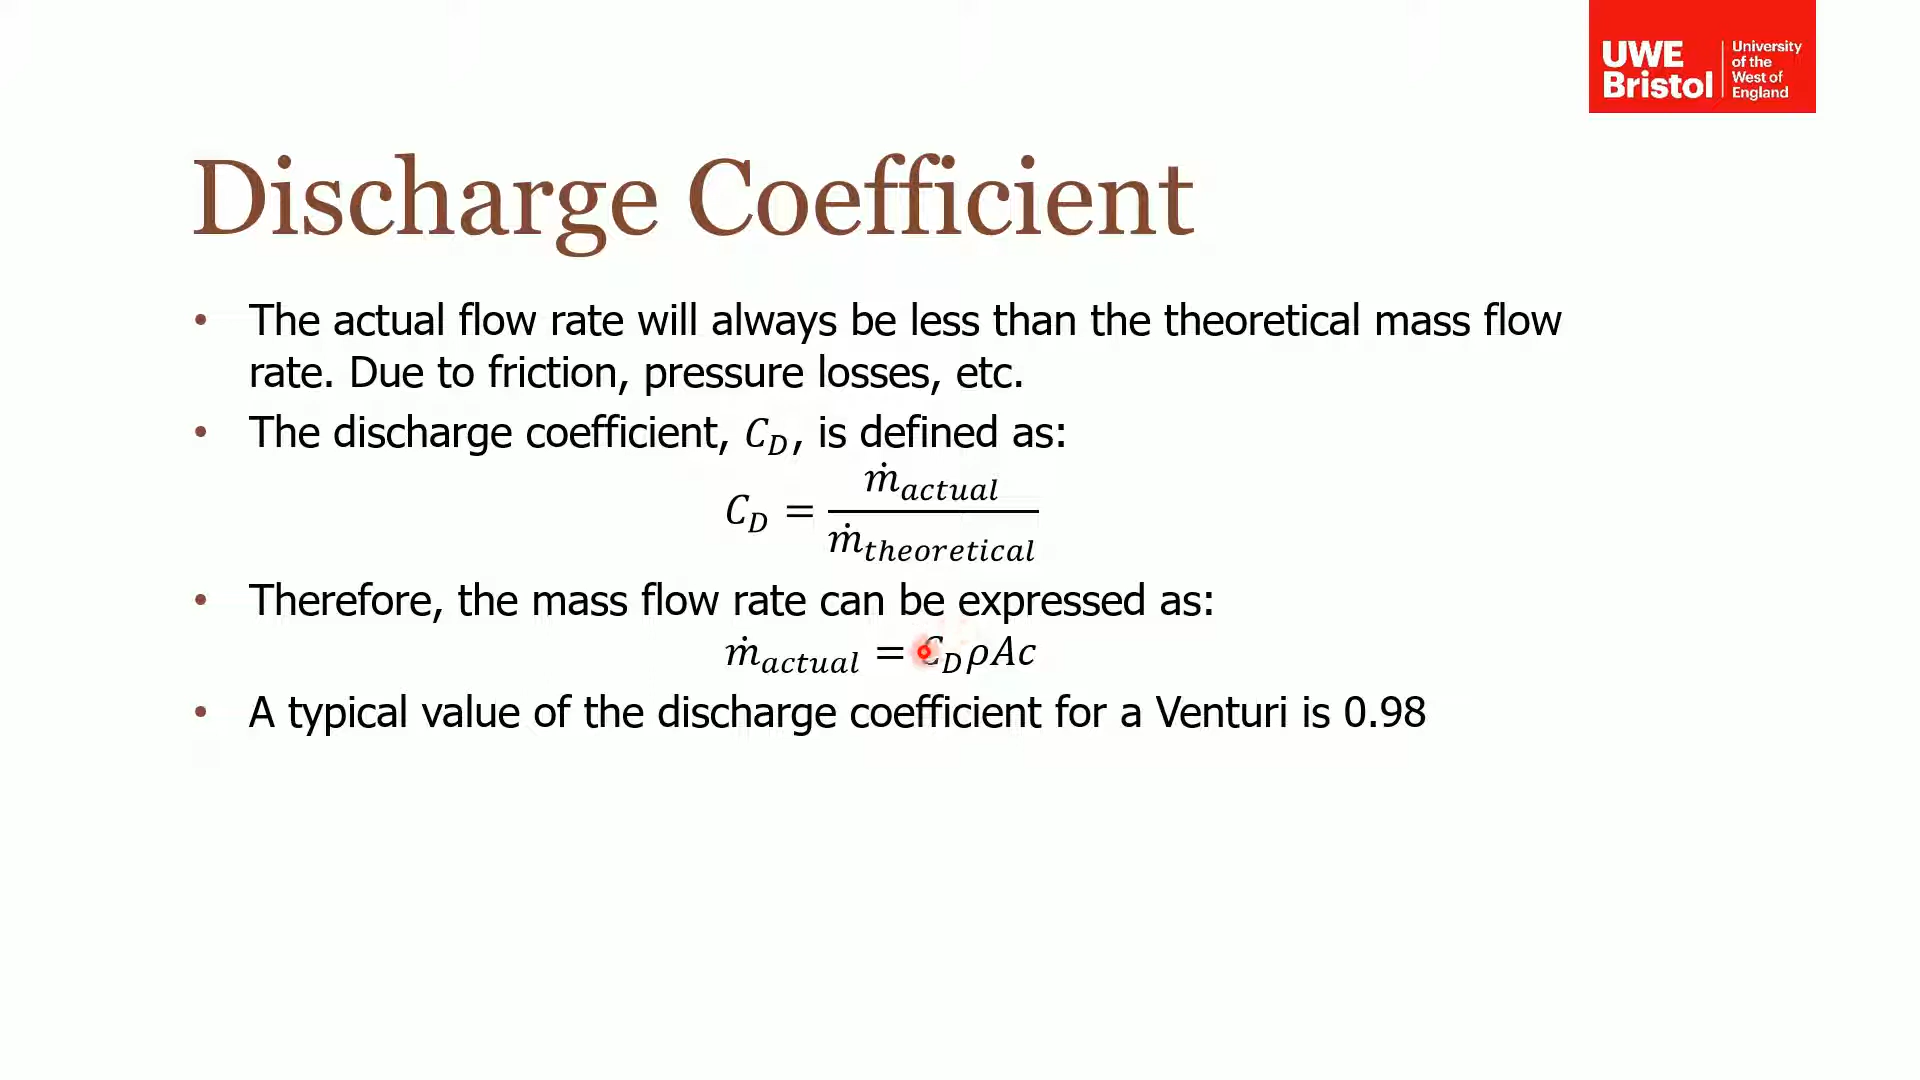 UWE
Bristol
University
of the
West of
England
Discharge Coefficient
• The actual flow rate will always be less than the theoretical mass flow
rate. Due to friction, pressure losses, etc.
• The discharge coefficient, C_D, is defined as:
C_D = ṁ_actual / ṁ_theoretical
• Therefore, the mass flow rate can be expressed as:
ṁ_actual = C_D ρAc
• A typical value of the discharge coefficient for a Venturi is 0.98